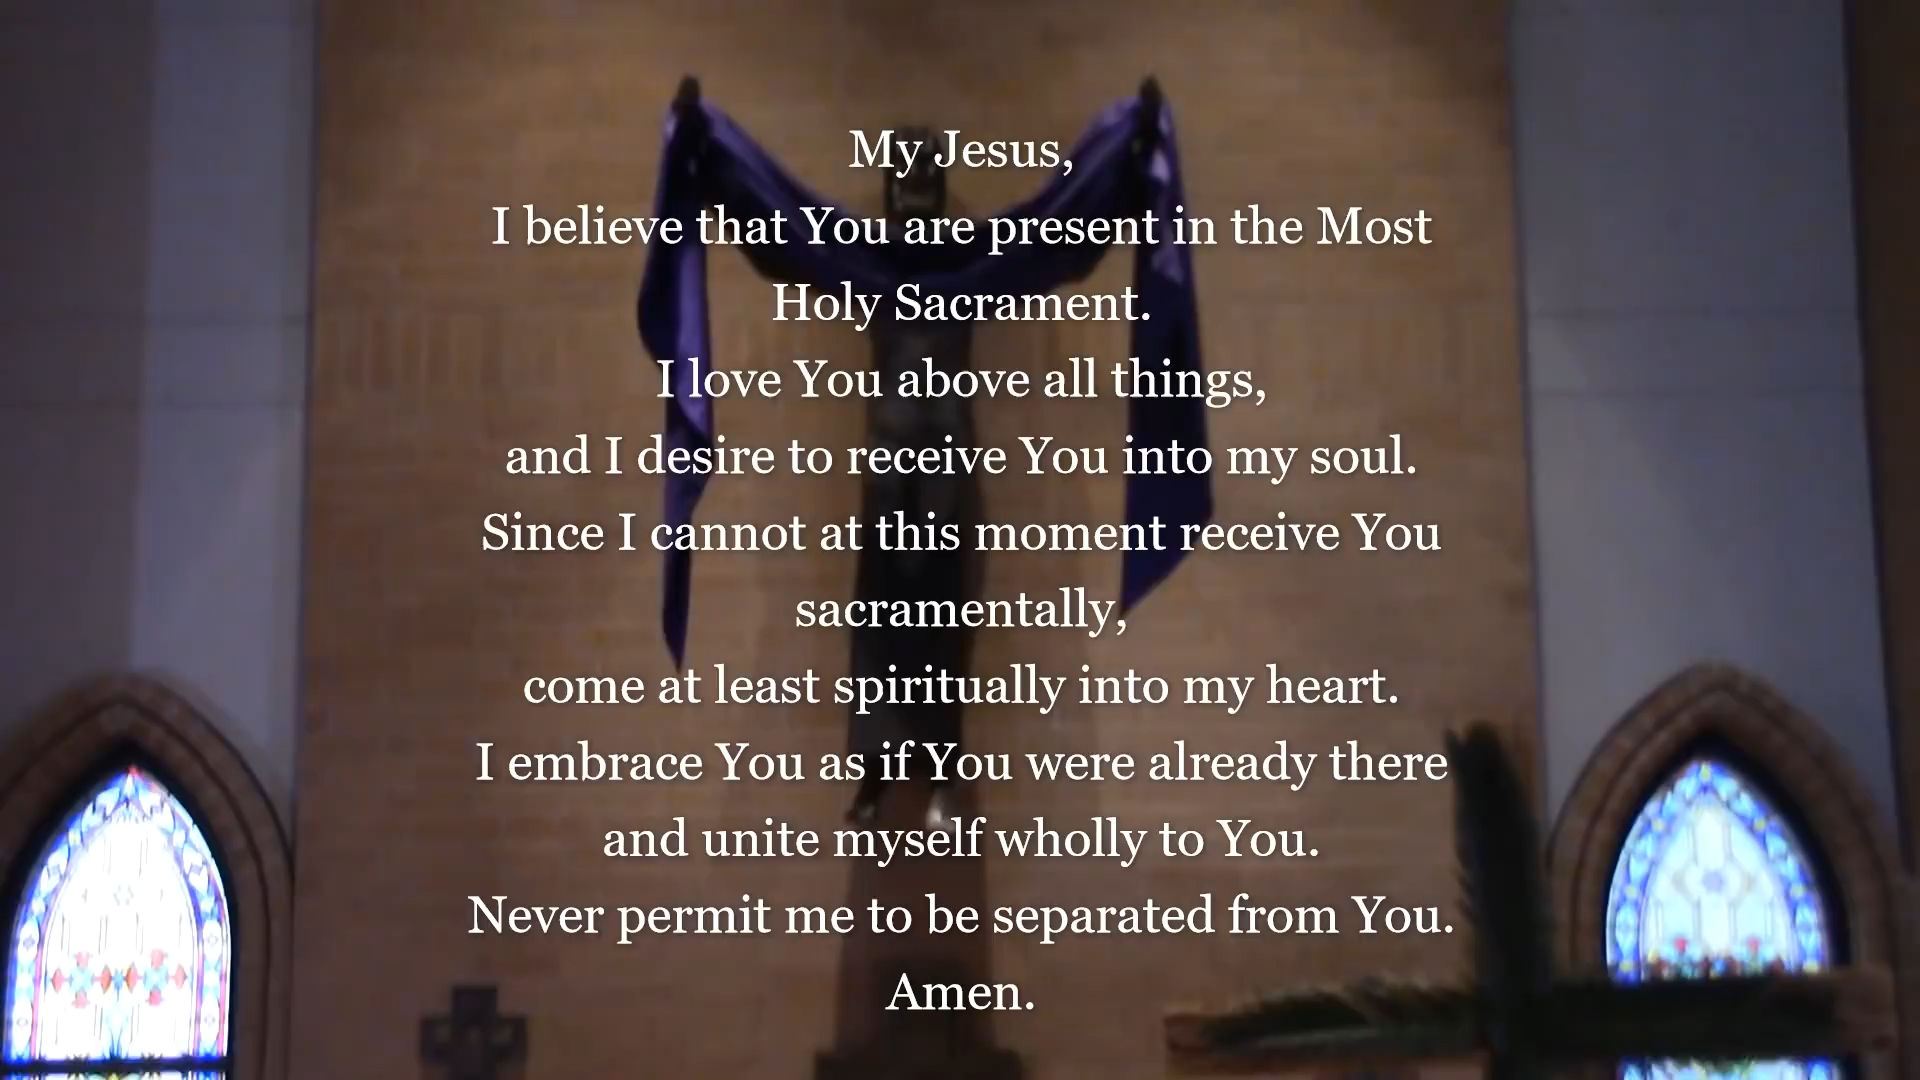 My Jesus,
I believe that You are present in the Most
Holy Sacrament.
I love You above all things,
and I desire to receive You into my soul.
Since I cannot at this moment receive You
sacramentally,
come at least spiritually into my heart.
I embrace You as if You were already there
and unite myself wholly to You.
Never permit me to be separated from You.
Amen.